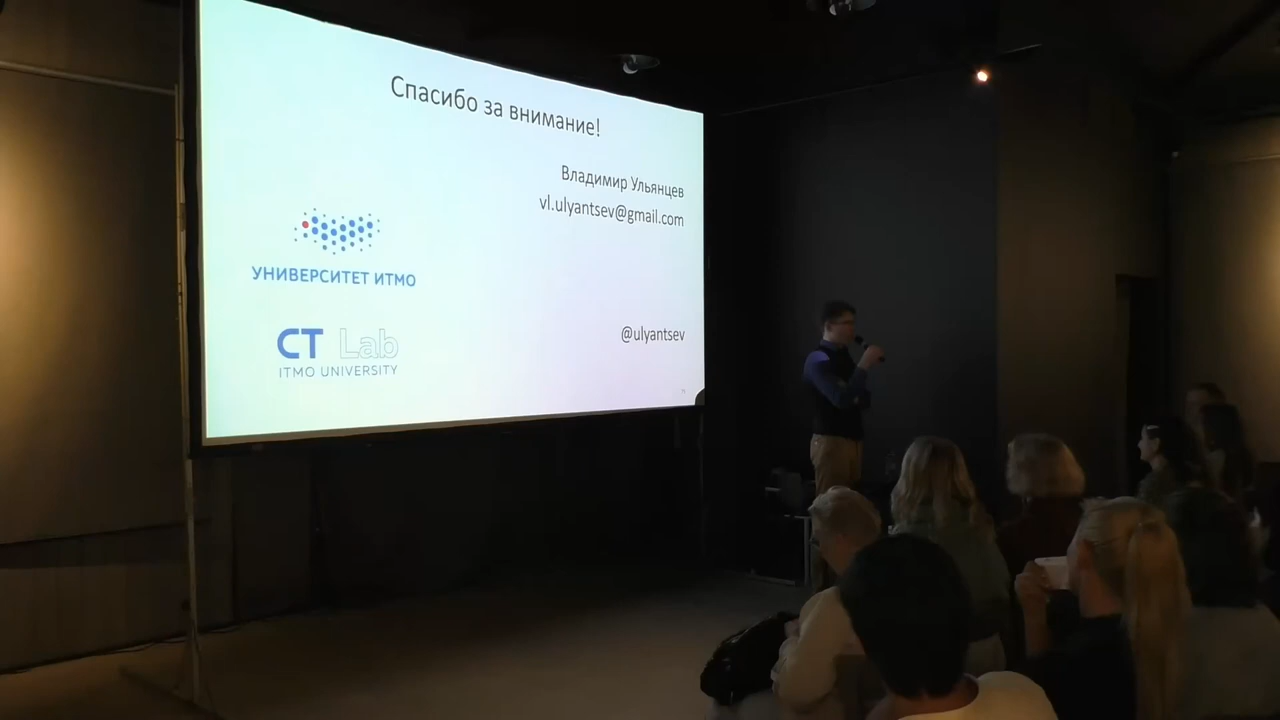 Спасибо за внимание!
Владимир Ульянцев
vl.ulyantsev@gmail.com
УНИВЕРСИТЕТ ИТМО
@ulyantsev
CT Lab
ITMO UNIVERSITY